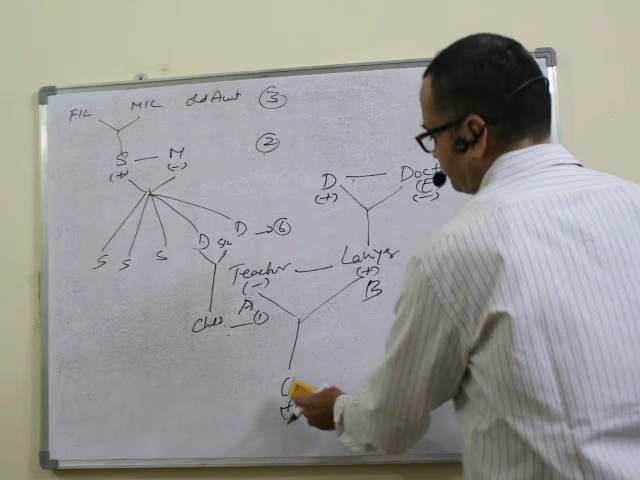 FIL MIL old Aunt 3
2
S — M
(+) (-)
D — Doct
(+) (E)
(-)
D S/L D → 6
S S S
Teacher — Lawyer
(-) (+)
A B
Child — 1
C
(+)